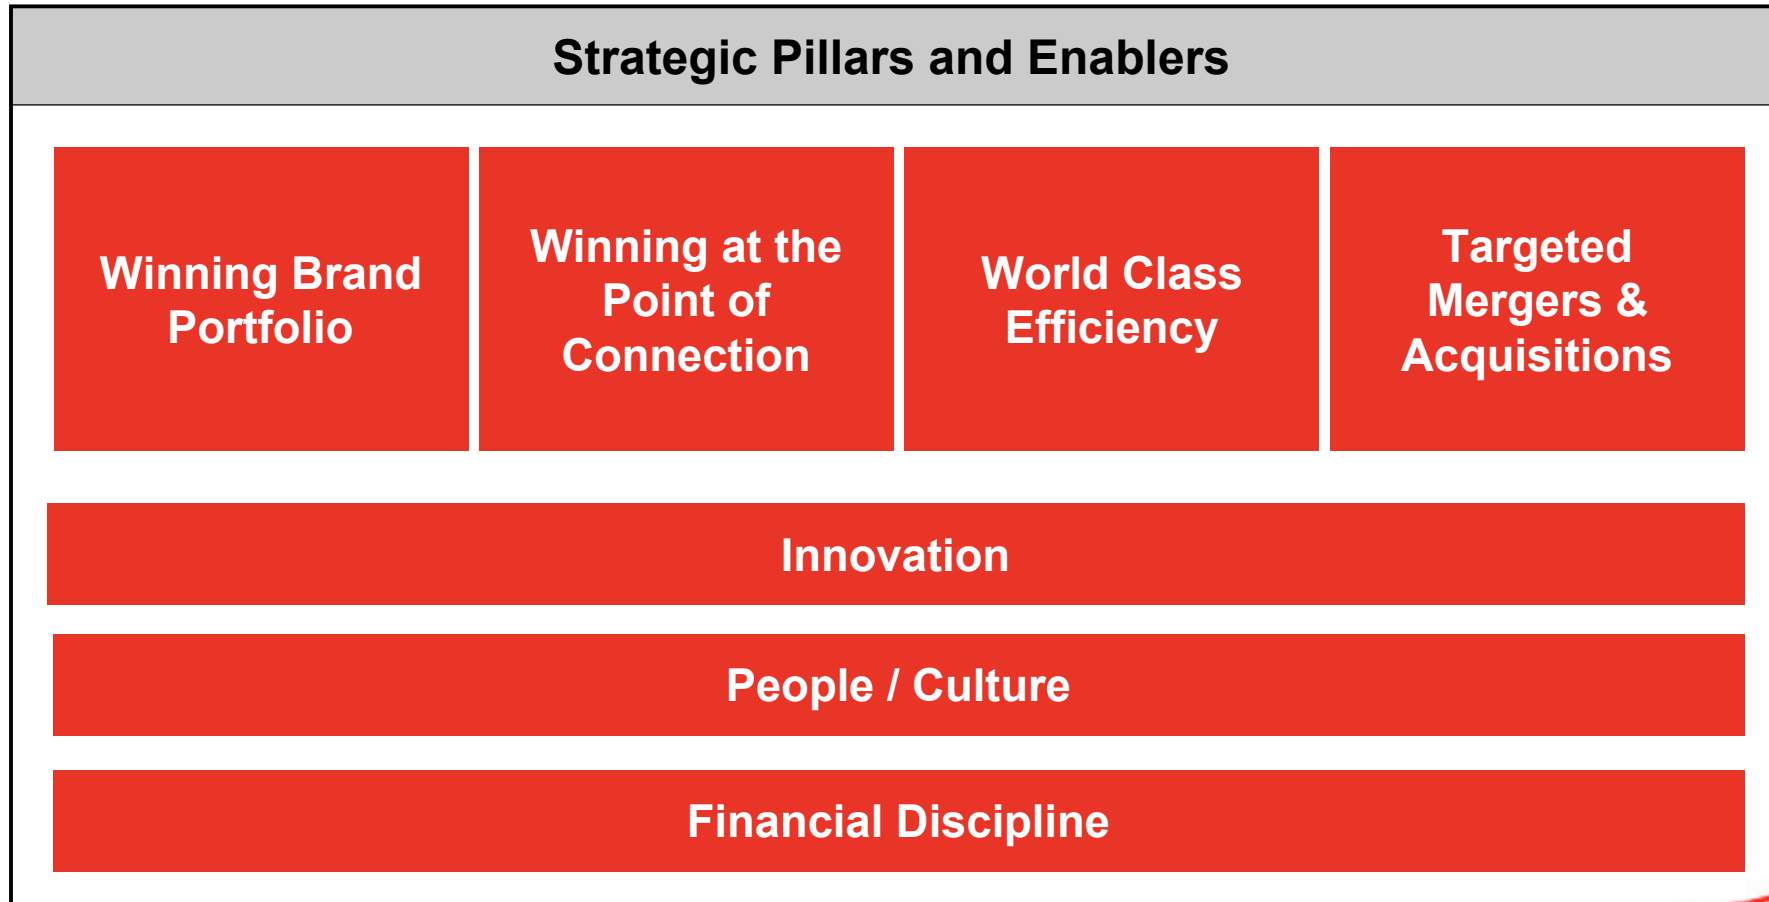 Strategic Pillars and Enablers
Winning Brand
Portfolio
Winning at the
Point of
Connection
World Class
Efficiency
Targeted
Mergers &
Acquisitions
Innovation
People / Culture
Financial Discipline